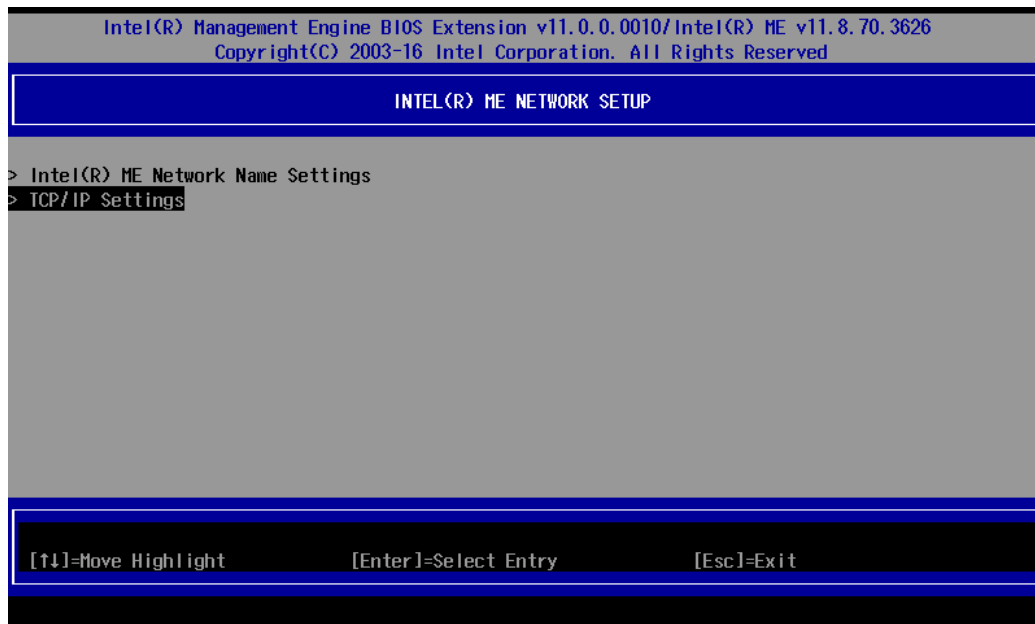 Intel(R) Management Engine BIOS Extension v11.0.0.0010/Intel(R) ME v11.8.70.3626
Copyright(C) 2003-16 Intel Corporation. All Rights Reserved
INTEL(R) ME NETWORK SETUP
> Intel(R) ME Network Name Settings
> TCP/IP Settings
[↑↓]=Move Highlight [Enter]=Select Entry [Esc]=Exit